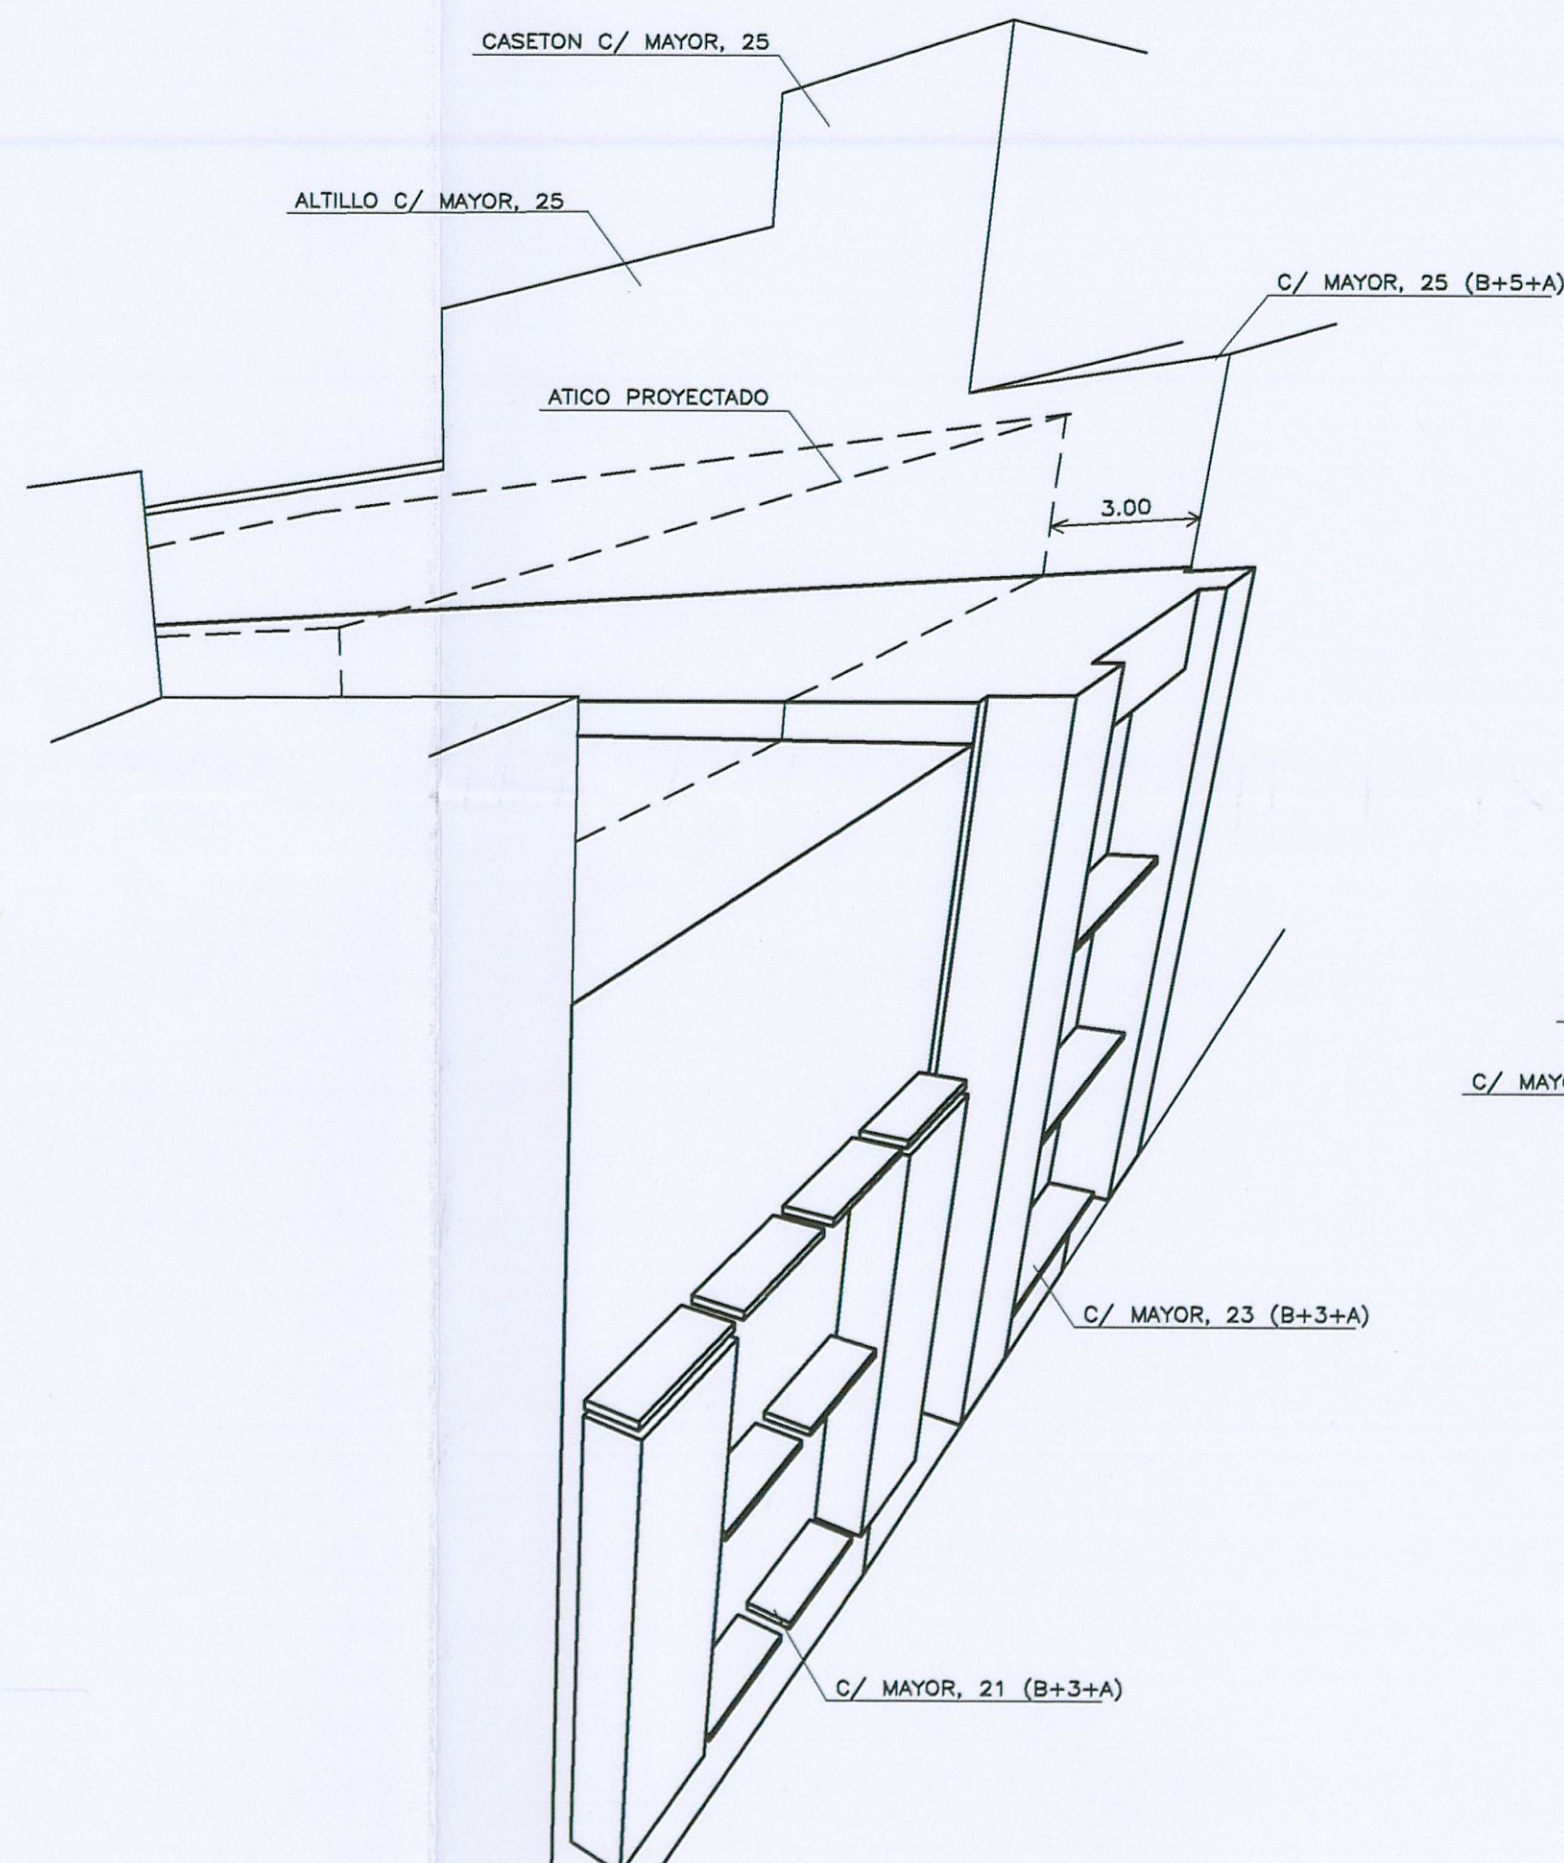 CASETON C/ MAYOR, 25
ALTILLO C/ MAYOR, 25
C/ MAYOR, 25 (B+5+A)
ATICO PROYECTADO
3.00
C/ MAYOR, 23 (B+3+A)
C/ MAYOR, 21 (B+3+A)